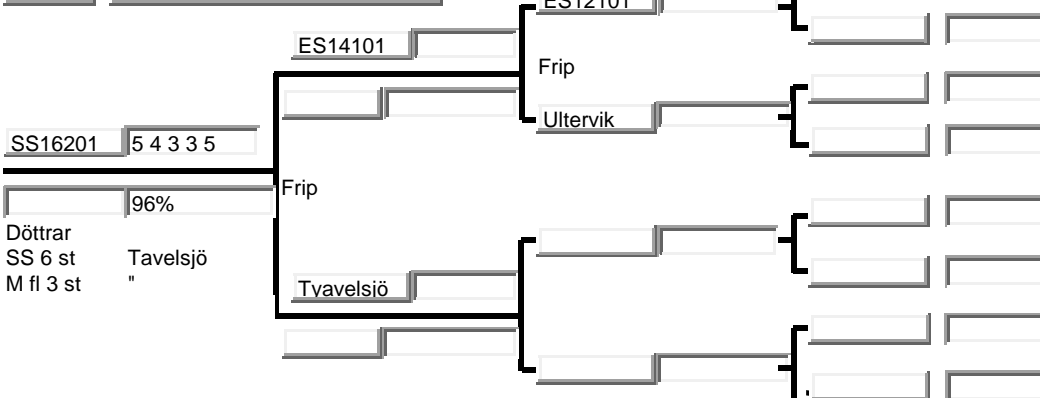 ES12101
ES14101
Frip
Ultervik
SS16201 5 4 3 3 5
Frip
96%
Döttrar
SS 6 st Tavelsjö
M fl 3 st "
Tvavelsjö